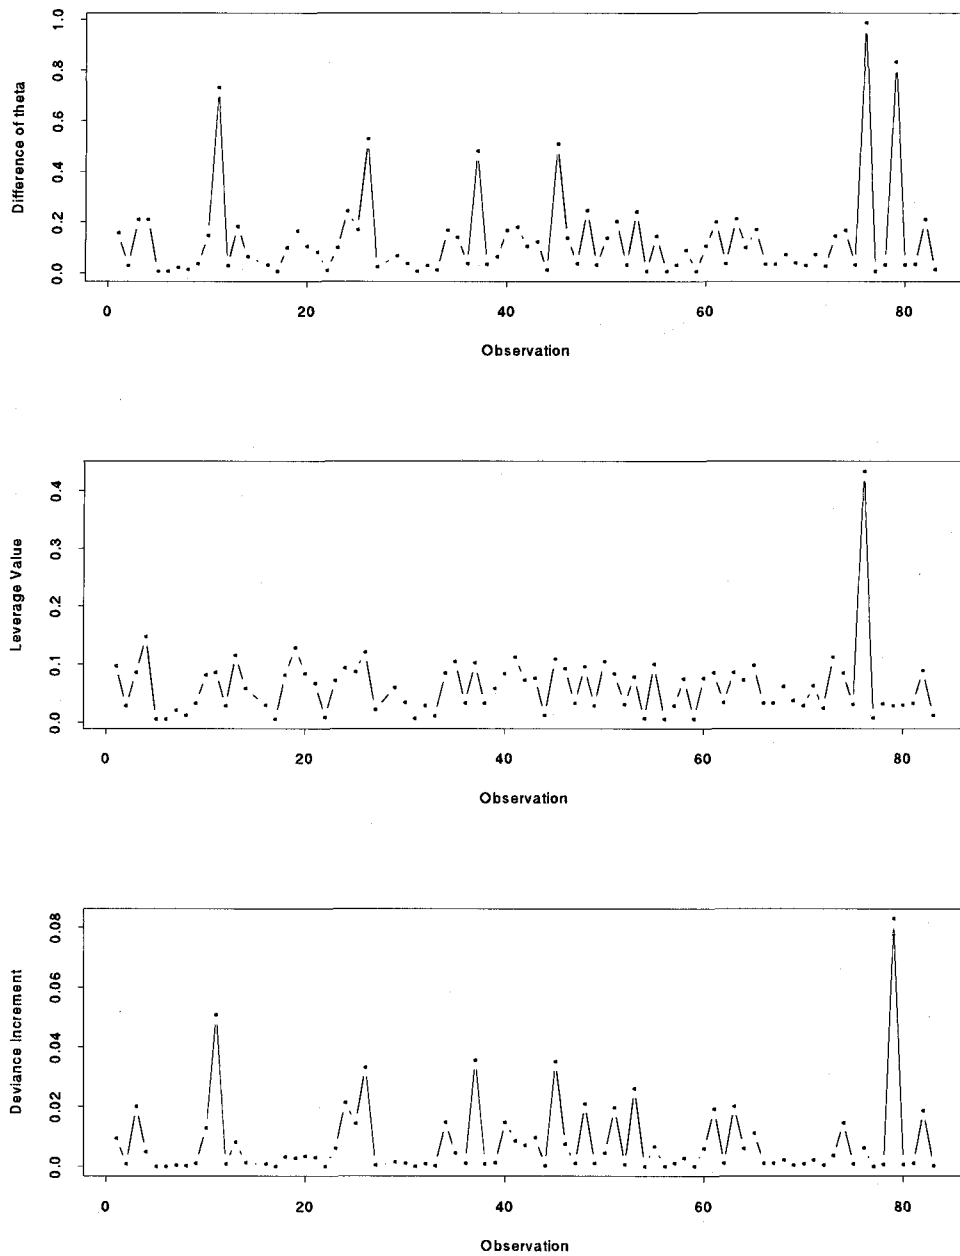 Difference of theta
1.0
0.8
0.6
0.4
0.2
0.0
0 20 40 60 80
Observation
Leverage Value
0.4
0.3
0.2
0.1
0.0
0 20 40 60 80
Observation
Deviance Increment
0.08
0.06
0.04
0.02
0.0
0 20 40 60 80
Observation